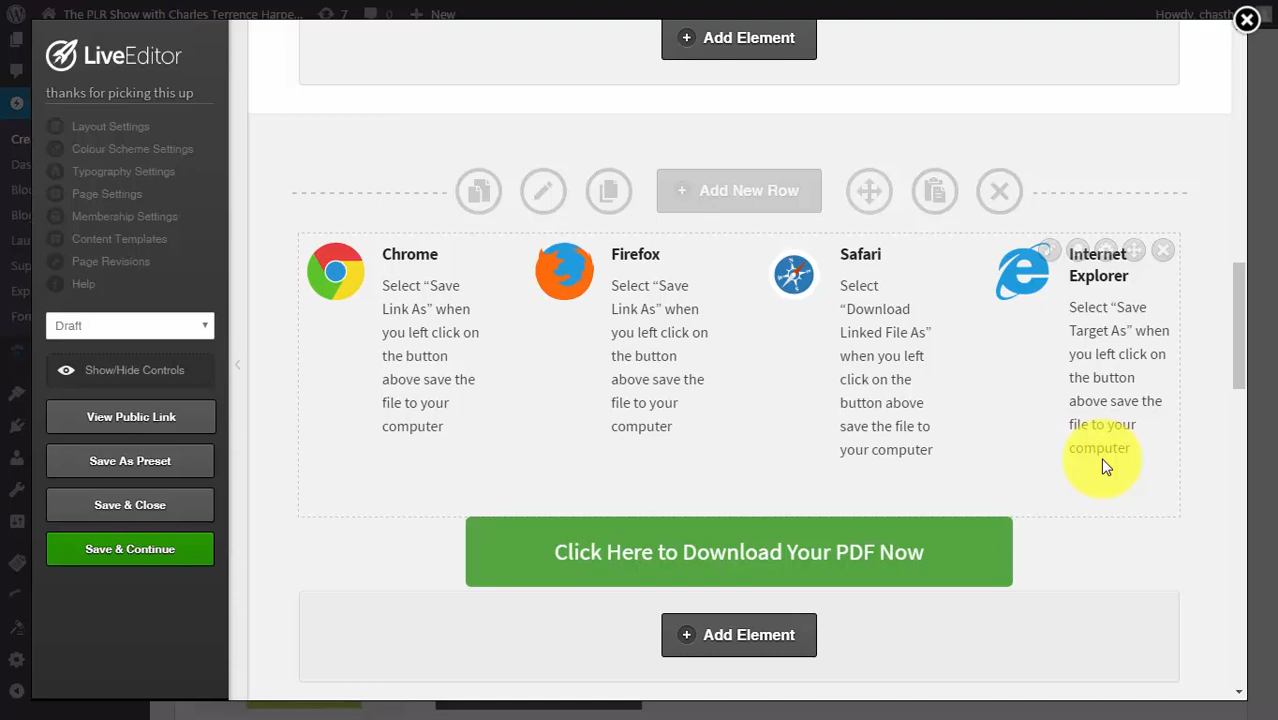 The PLR Show with Charles Terrence Harpe...
7
0
New
Howdy, chasth
LiveEditor
thanks for picking this up
Layout Settings
Colour Scheme Settings
Typography Settings
Page Settings
Membership Settings
Content Templates
Page Revisions
Help
Draft
Show/Hide Controls
View Public Link
Save As Preset
Save & Close
Save & Continue
Cre
Das
Blo
Lau
Sup
Exp
Fon
Add Element
Add New Row
Chrome
Select “Save
Link As” when
you left click on
the button
above save the
file to your
computer
Firefox
Select “Save
Link As” when
you left click on
the button
above save the
file to your
computer
Safari
Select
“Download
Linked File As”
when you left
click on the
button above
save the file to
your computer
Internet
Explorer
Select “Save
Target As” when
you left click on
the button
above save the
file to your
computer
Click Here to Download Your PDF Now
Add Element